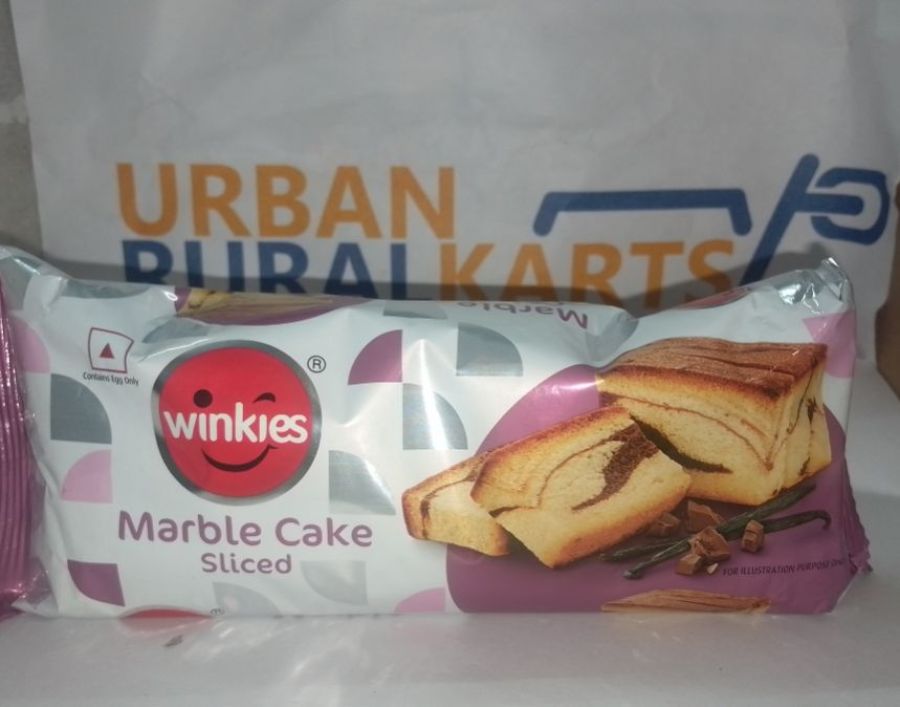 URBAN
RURALKARTS
Marble
Contains Egg Only
winkies
®
Marble Cake
Sliced
FOR ILLUSTRATION PURPOSE ONLY